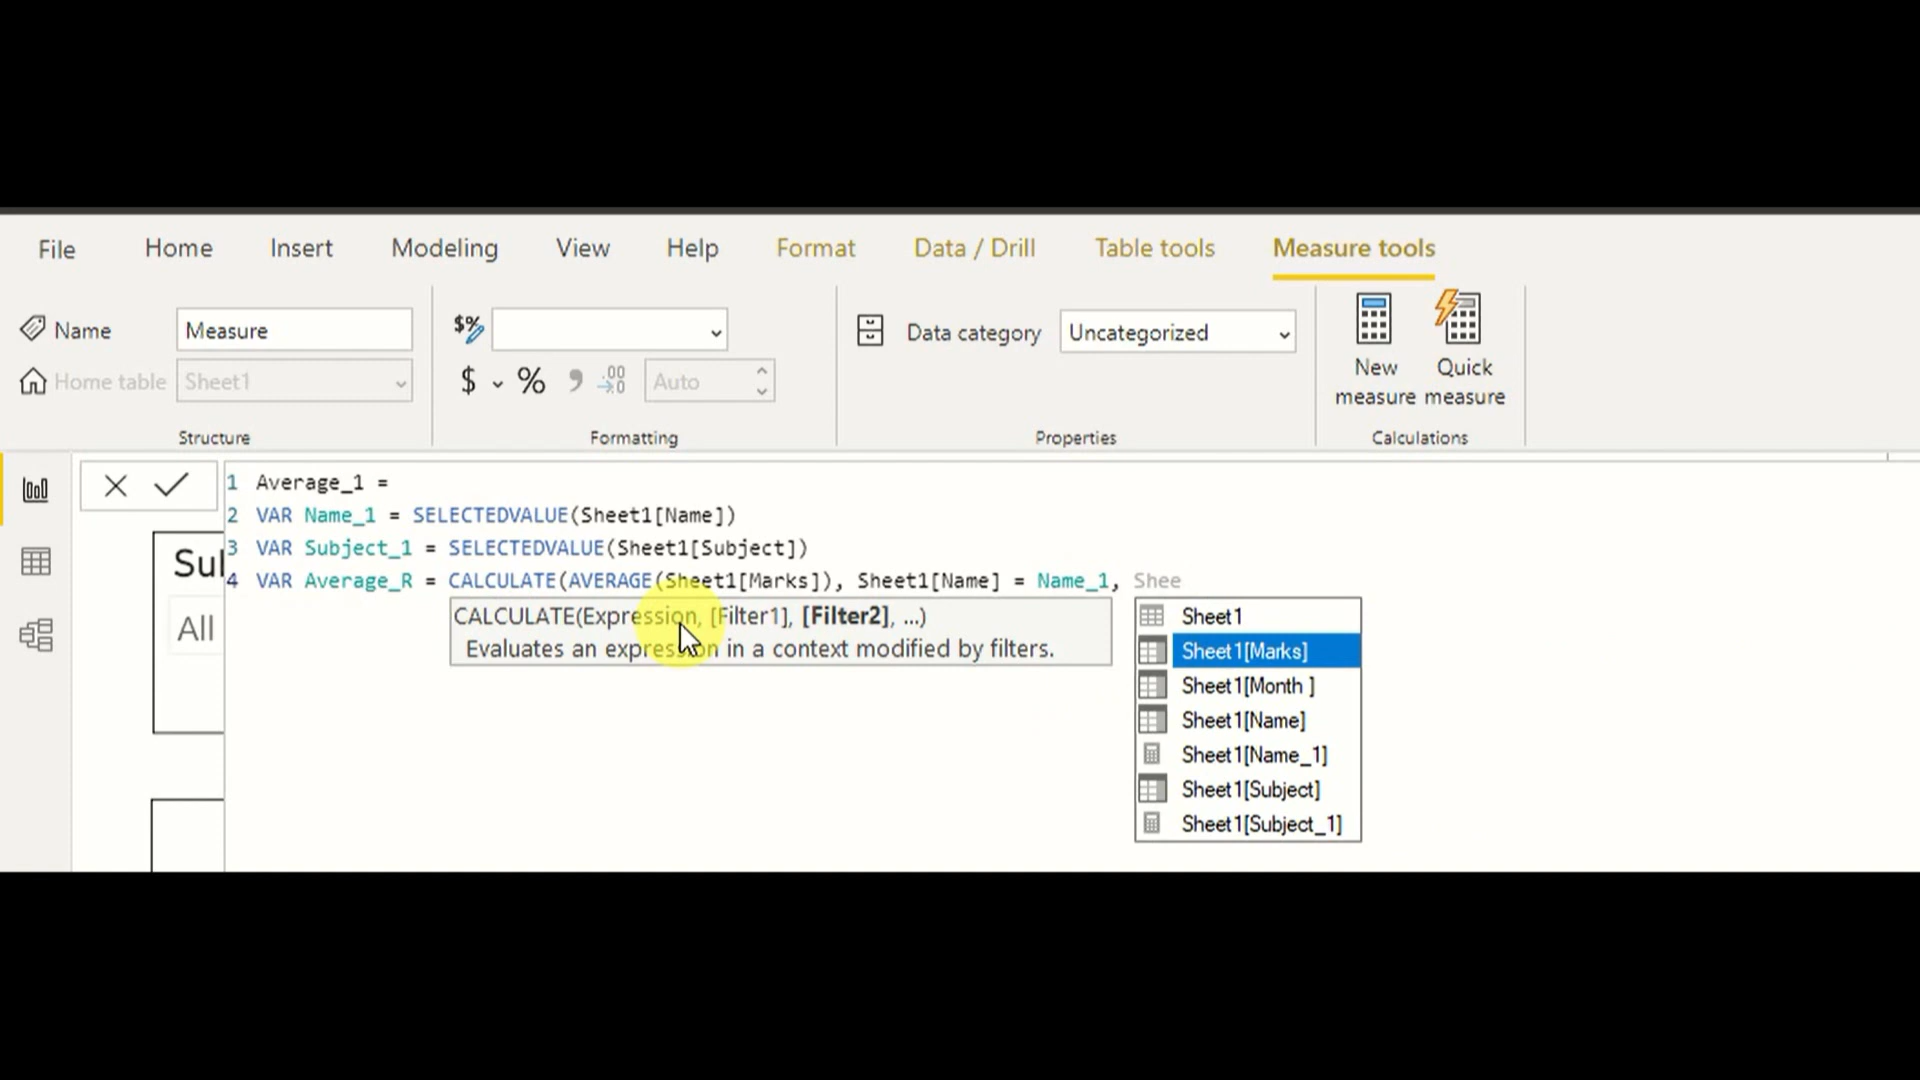 File Home Insert Modeling View Help Format Data / Drill Table tools Measure tools
Name Measure
Data category Uncategorized
Home table Sheet1
$ % Auto
New measure
Quick measure
Structure Formatting Properties Calculations
1 Average_1 =
2 VAR Name_1 = SELECTEDVALUE(Sheet1[Name])
3 VAR Subject_1 = SELECTEDVALUE(Sheet1[Subject])
4 VAR Average_R = CALCULATE(AVERAGE(Sheet1[Marks]), Sheet1[Name] = Name_1, Shee
CALCULATE(Expression, [Filter1], [Filter2], ...)
Evaluates an expression in a context modified by filters.
Sheet1
Sheet1[Marks]
Sheet1[Month ]
Sheet1[Name]
Sheet1[Name_1]
Sheet1[Subject]
Sheet1[Subject_1]
Sul
All